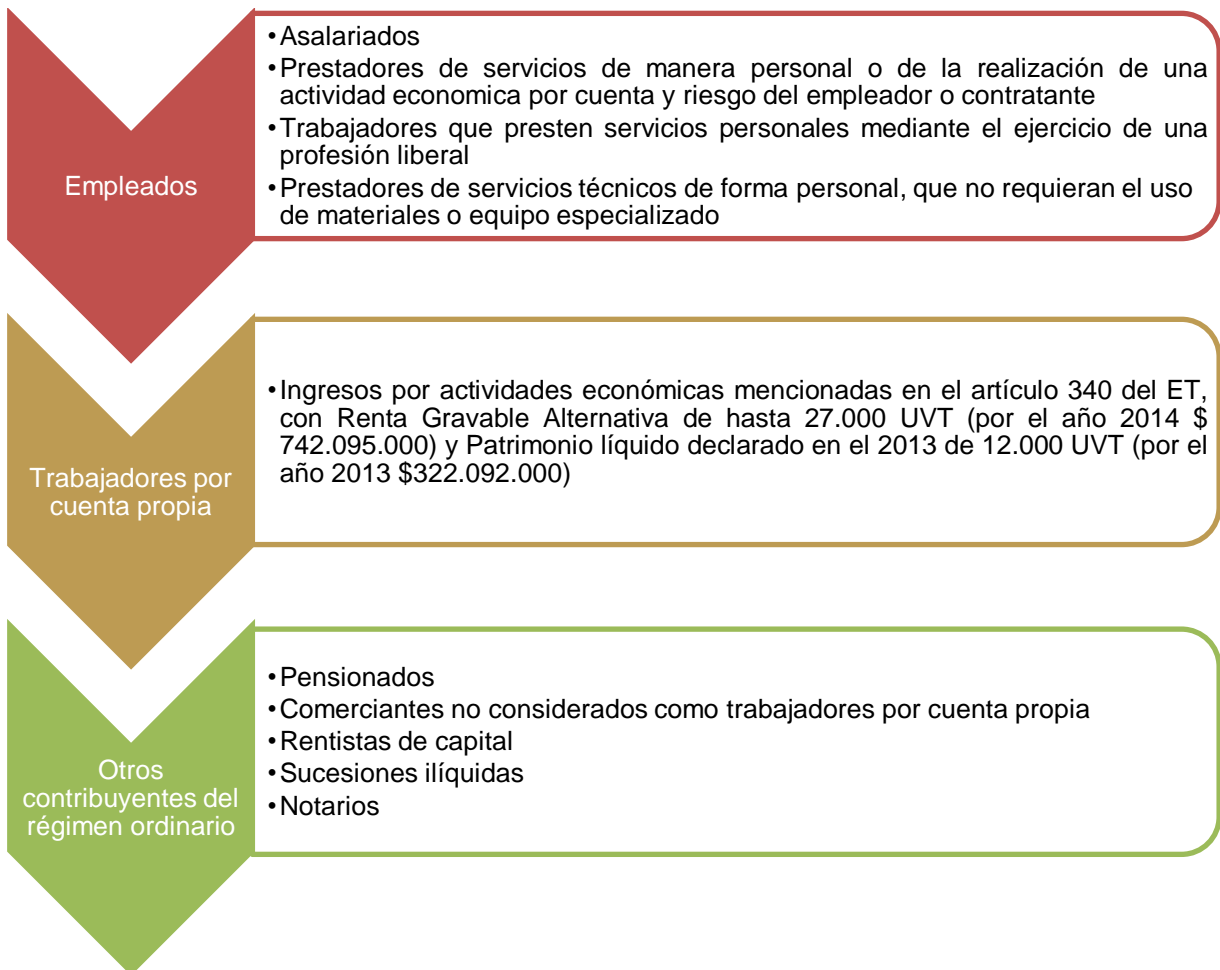 Empleados
•Asalariados
•Prestadores de servicios de manera personal o de la realización de una
actividad economica por cuenta y riesgo del empleador o contratante
•Trabajadores que presten servicios personales mediante el ejercicio de una
profesión liberal
•Prestadores de servicios técnicos de forma personal, que no requieran el uso
de materiales o equipo especializado
Trabajadores por
cuenta propia
•Ingresos por actividades económicas mencionadas en el artículo 340 del ET,
con Renta Gravable Alternativa de hasta 27.000 UVT (por el año 2014 $
742.095.000) y Patrimonio líquido declarado en el 2013 de 12.000 UVT (por el
año 2013 $322.092.000)
Otros
contribuyentes del
régimen ordinario
•Pensionados
•Comerciantes no considerados como trabajadores por cuenta propia
•Rentistas de capital
•Sucesiones ilíquidas
•Notarios